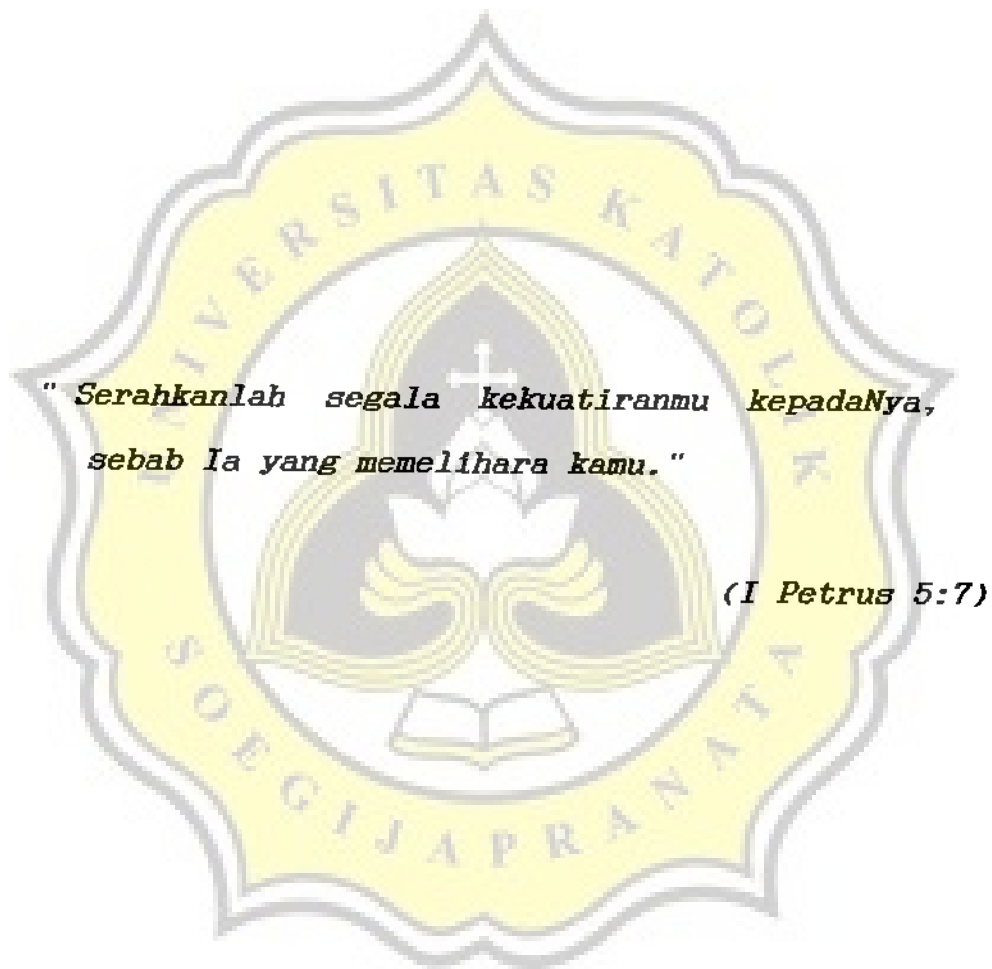 UNIVERSITAS KATOLIK
" Serahkanlah segala kekuatiranmu kepadaNya,
sebab Ia yang memelihara kamu."
(I Petrus 5:7)
SOEGIJAPRANATA